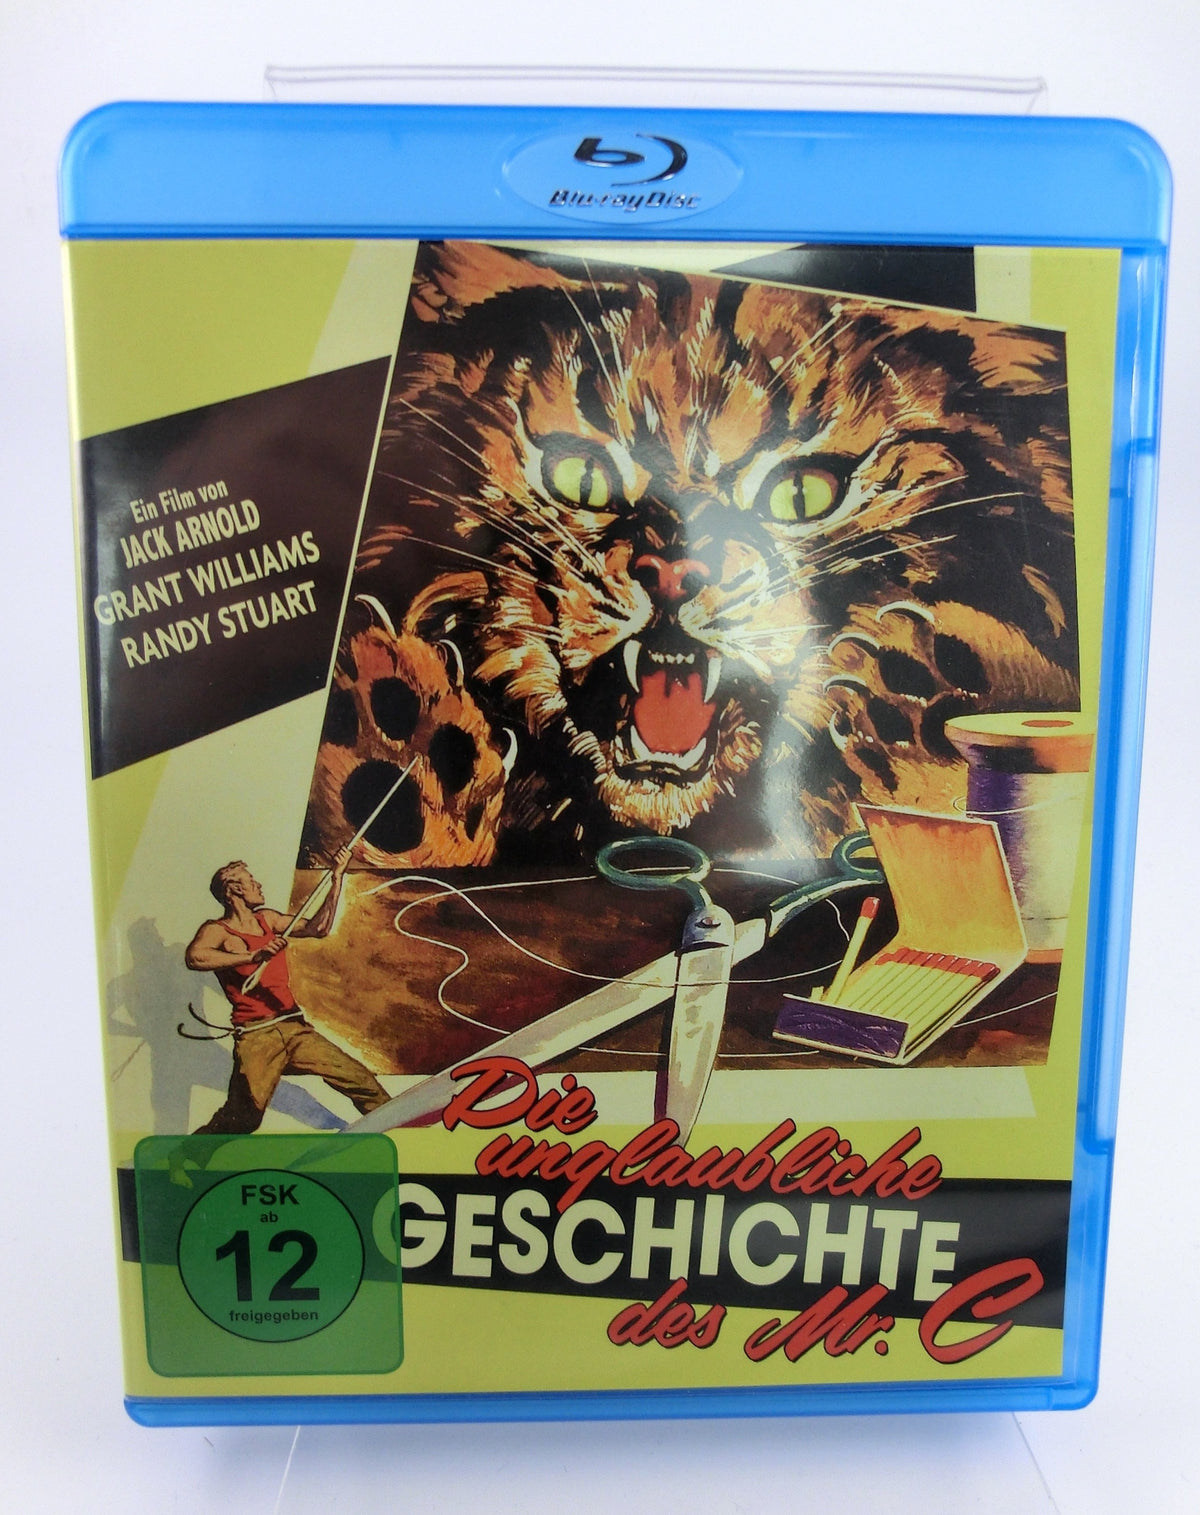 Blu-ray Disc
Ein Film von
JACK ARNOLD
GRANT WILLIAMS
RANDY STUART
Die
unglaubliche
GESCHICHTE
des Mr. C
FSK
ab
12
freigegeben